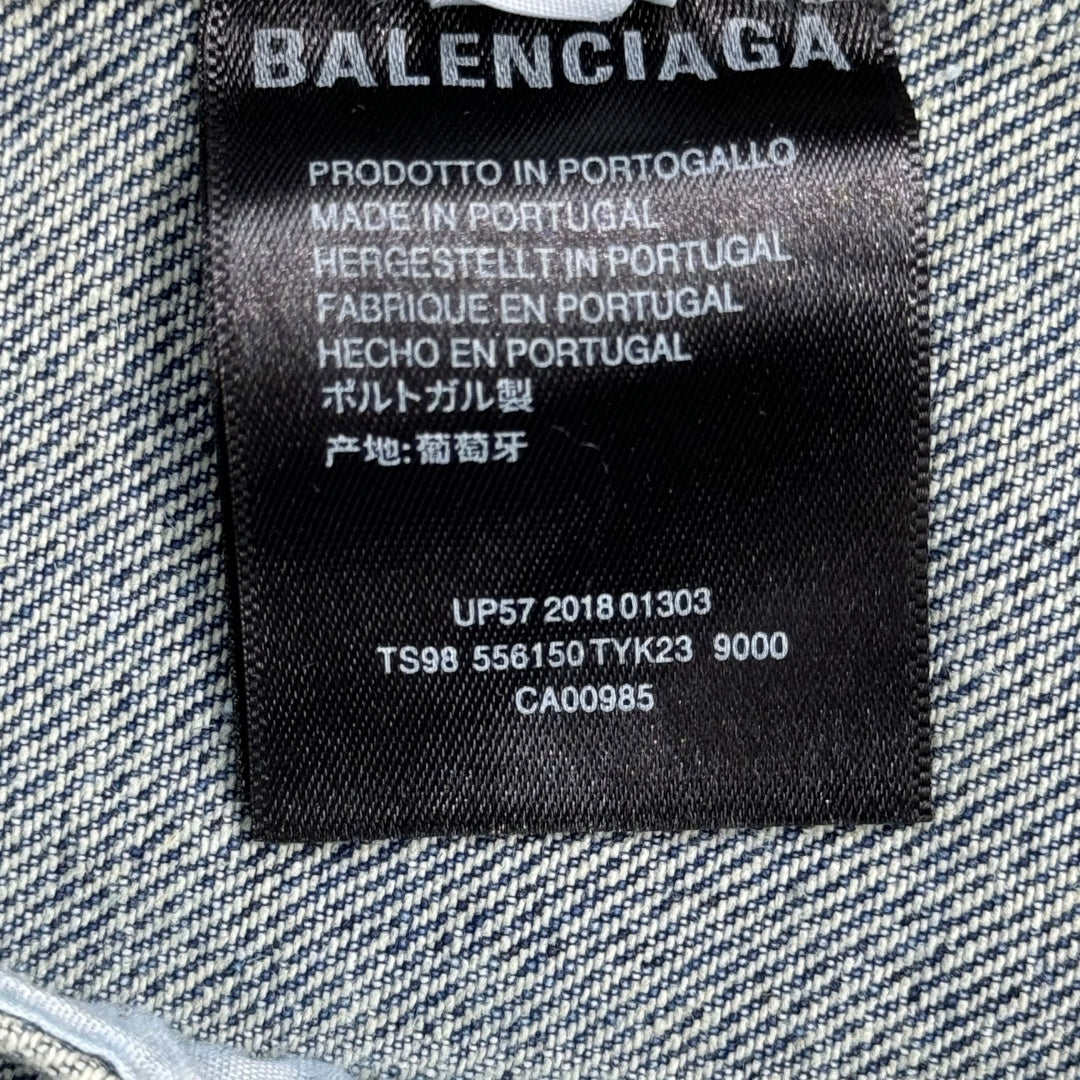 BALENCIAGA
PRODOTTO IN PORTOGALLO
MADE IN PORTUGAL
HERGESTELLT IN PORTUGAL
FABRIQUE EN PORTUGAL
HECHO EN PORTUGAL
ポルトガル製
产地:葡萄牙
UP57 2018 01303
TS98 556150 TYK23 9000
CA00985